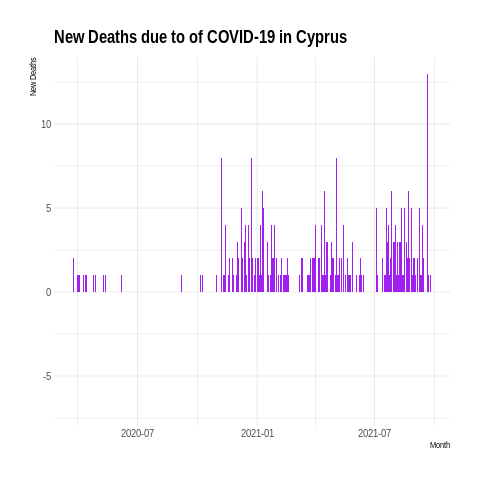 New Deaths due to of COVID-19 in Cyprus
New Deaths
10
5
0
-5
2020-07
2021-01
2021-07
Month